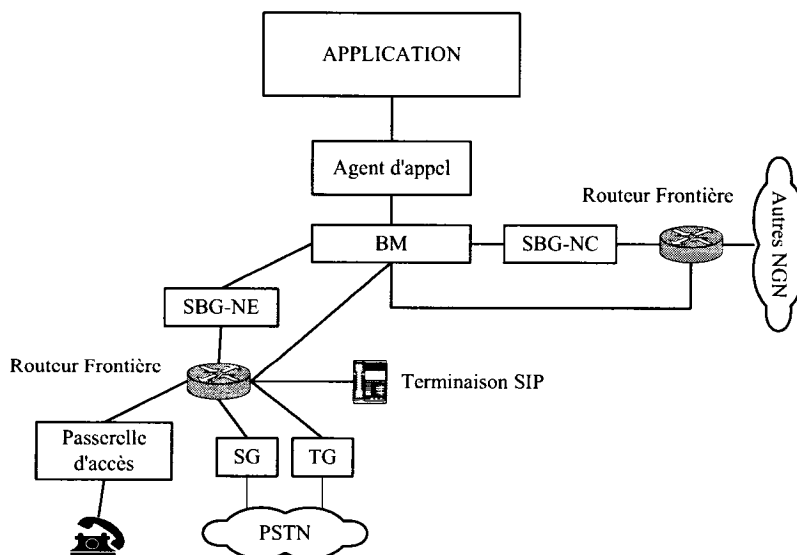 APPLICATION
Agent d'appel
Routeur Frontière
Autres NGN
BM
SBG-NC
SBG-NE
Routeur Frontière
Terminaison SIP
Passerelle
d'accès
SG
TG
PSTN